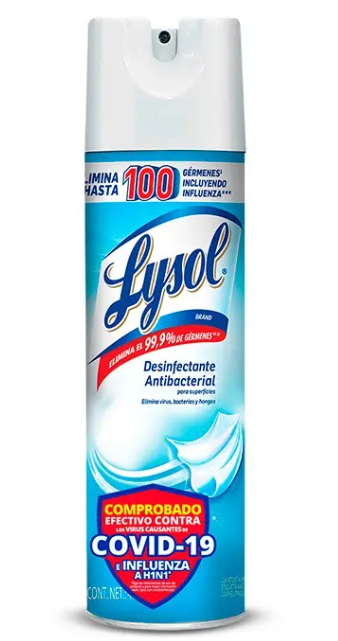 LIMINA
HASTA
100
GÉRMENES¹
INCLUYENDO
INFLUENZA***
Lysol®
BRAND
ELIMINA EL 99,9% DE GÉRMENES**
Desinfectante
Antibacterial
para superficies
Elimina virus, bacterias y hongos
COMPROBADO
EFECTIVO CONTRA
LOS VIRUS CAUSANTES DE
COVID-19
E INFLUENZA
A H1N1*
CONT. NET.